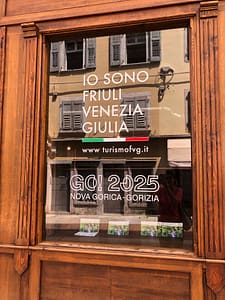 IO SONO
FRIULI
VENEZIA
GIULIA
www.turismofvg.it
GO! 2025
NOVA GORICA-GORIZIA